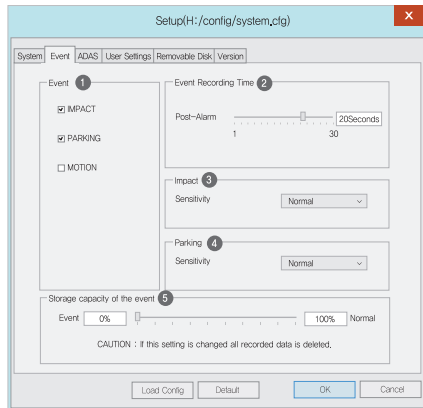 Setup(H:/config/system.cfg)
x
System Event ADAS User Settings Removable Disk Version
Event 1
IMPACT
PARKING
MOTION
Event Recording Time 2
Post-Alarm 20Seconds
1 30
Impact 3
Sensitivity Normal
Parking 4
Sensitivity Normal
Storage capacity of the event 5
Event 0% 100% Normal
CAUTION : If this setting is changed all recorded data is deleted.
Load Config Default OK Cancel